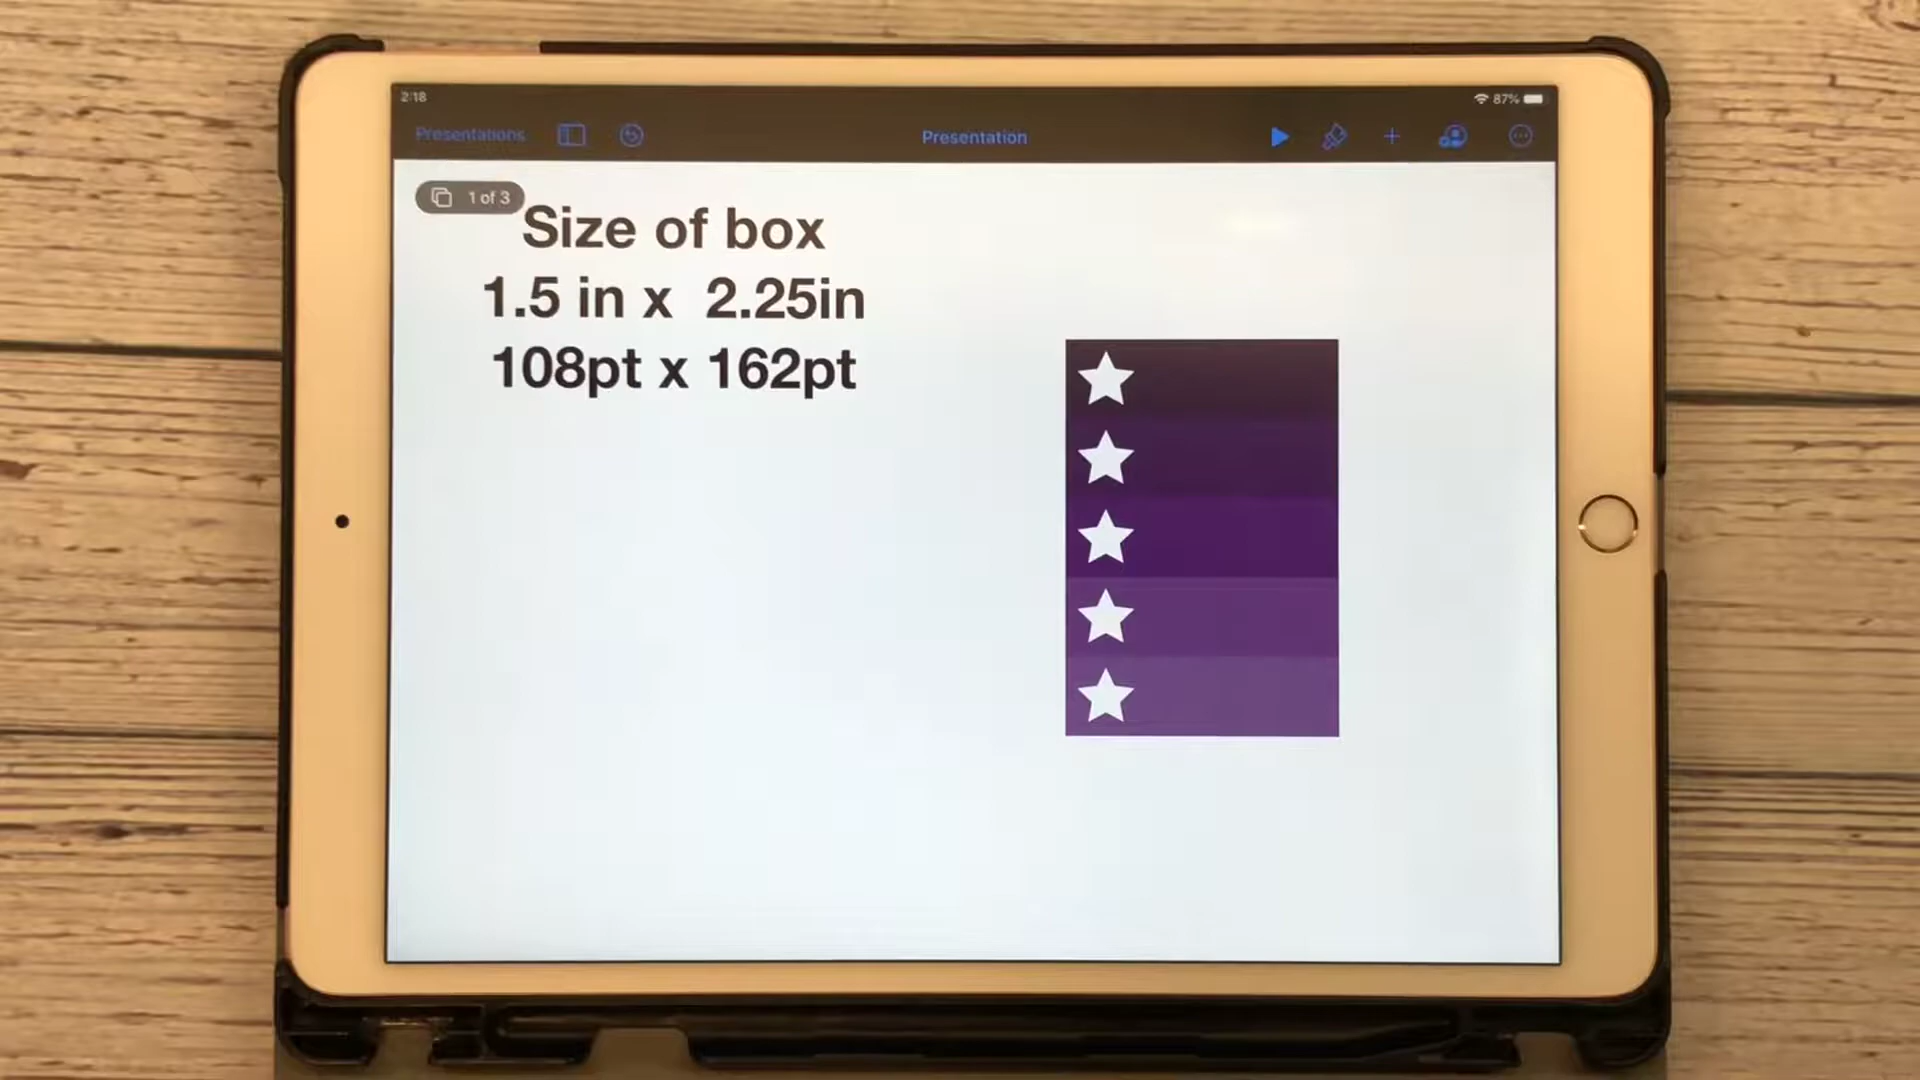 2:18
87%
Presentations
Presentation
1 of 3
Size of box
1.5 in x 2.25in
108pt x 162pt